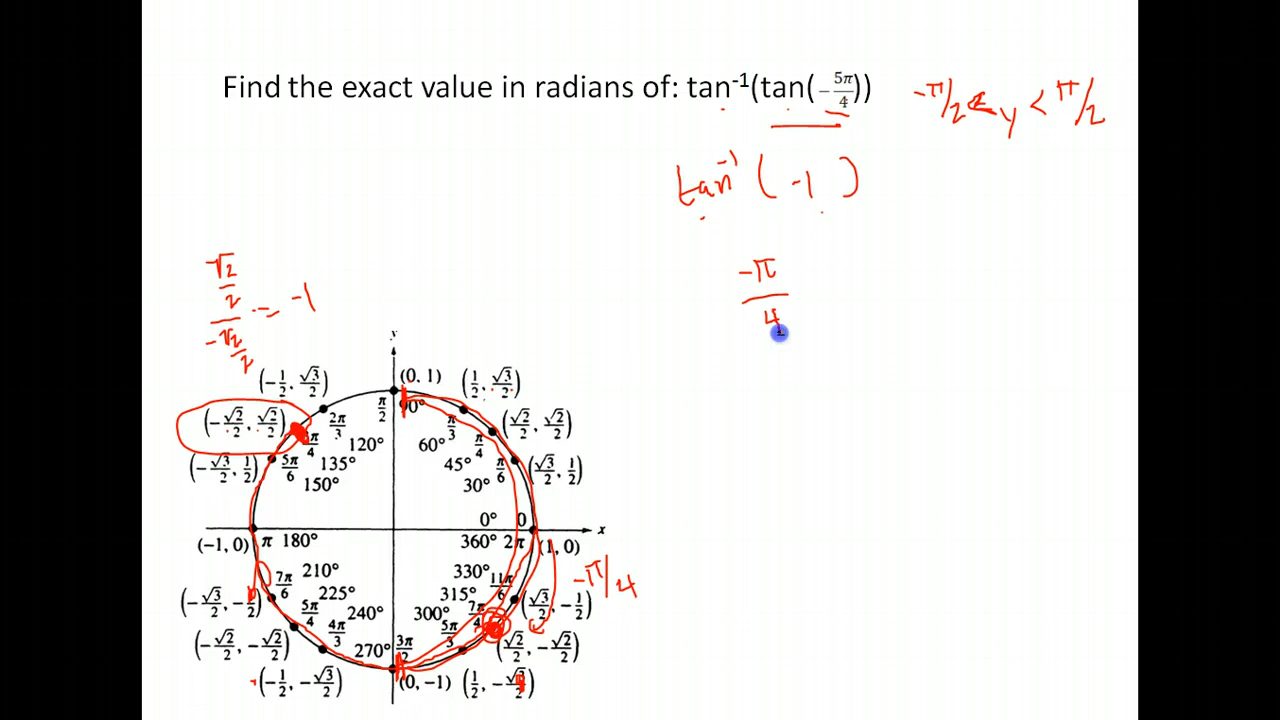 Find the exact value in radians of: tan⁻¹(tan(−5π/4))
-π/2 < y < π/2
tan⁻¹ ( -1 )
-π/4
√2/2 / -√2/2 = -1
y
(0, 1)
(-1/2, √3/2)
(1/2, √3/2)
π/2 90°
(-√2/2, √2/2)
2π/3
π/3
(√2/2, √2/2)
π/4
120°
60°
π/4
(-√3/2, 1/2)
5π/6
135°
45°
π/6
(√3/2, 1/2)
150°
30°
0° 0
x
(-1, 0) π 180°
360° 2π (1, 0)
210°
330°
11π/6
-π/4
7π/6
225°
315°
(-√3/2, -1/2)
(√3/2, -1/2)
5π/4
240°
300°
7π/4
4π/3
5π/3
(-√2/2, -√2/2)
270° 3π/2
(√2/2, -√2/2)
(-1/2, -√3/2)
(0, -1)
(1/2, -√3/2)